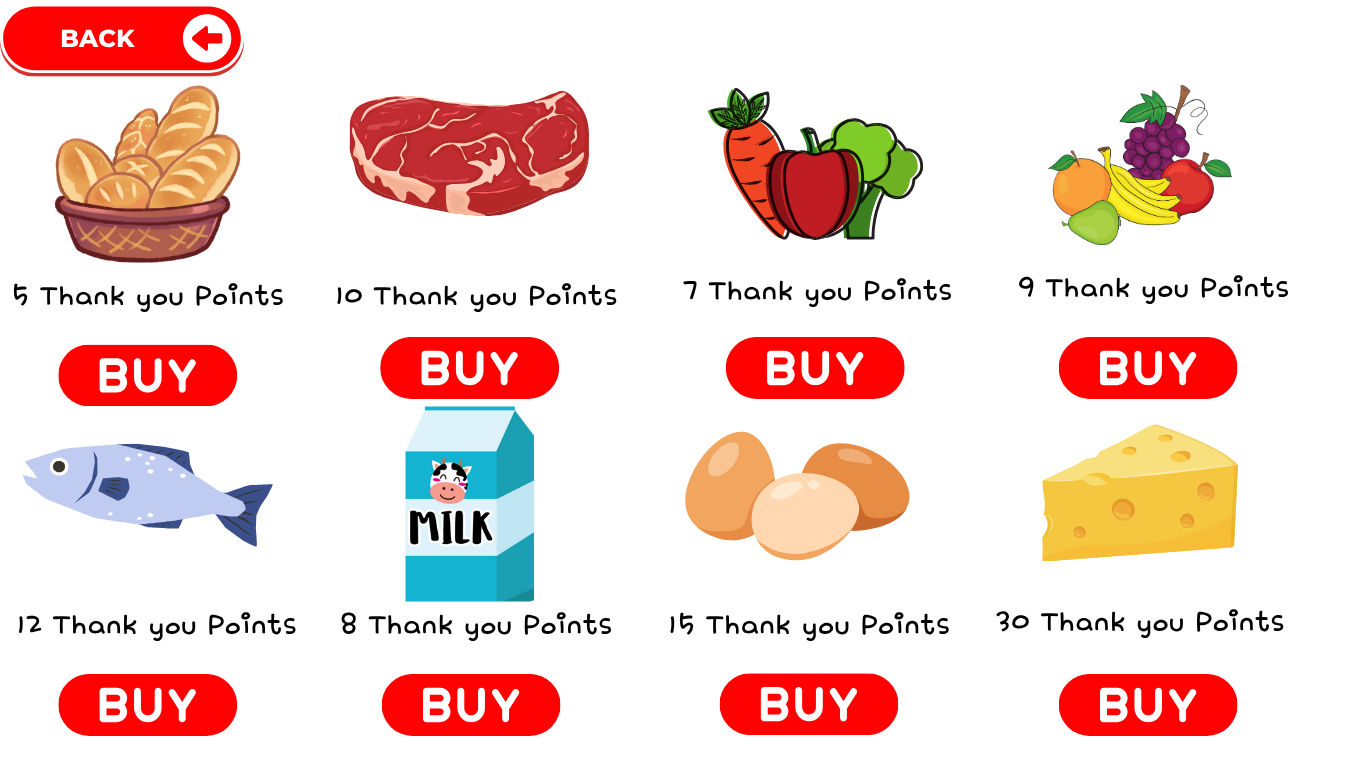 BACK
5 Thank you Points
10 Thank you Points
7 Thank you Points
9 Thank you Points
BUY
BUY
BUY
BUY
MILK
12 Thank you Points
8 Thank you Points
15 Thank you Points
30 Thank you Points
BUY
BUY
BUY
BUY